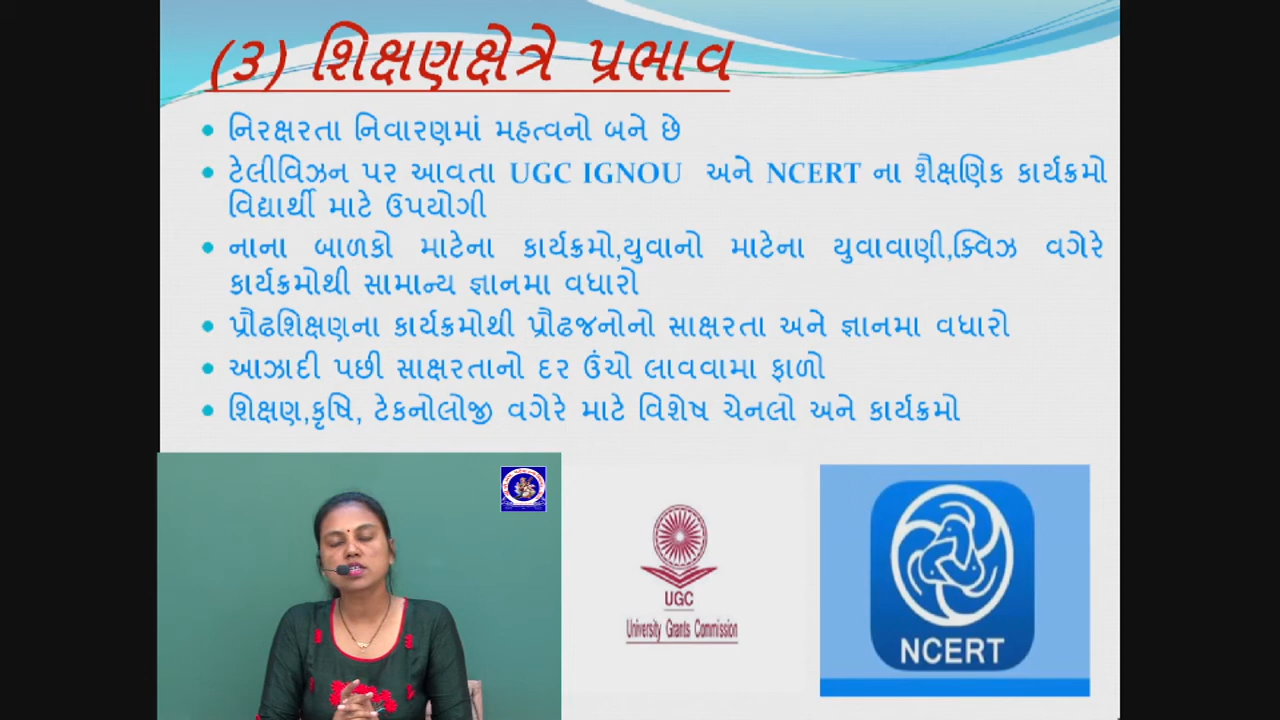 (૩) શિક્ષણક્ષેત્રે પ્રભાવ
• નિરક્ષરતા નિવારણમાં મહત્વનો બને છે
• ટેલીવિઝન પર આવતા UGC IGNOU અને NCERT ના શૈક્ષણિક કાર્યક્રમો
વિદ્યાર્થી માટે ઉપયોગી
• નાના બાળકો માટેના કાર્યક્રમો,યુવાનો માટેના યુવાવાણી,ક્વિઝ વગેરે
કાર્યક્રમોથી સામાન્ય જ્ઞાનમા વધારો
• પ્રૌઢશિક્ષણના કાર્યક્રમોથી પ્રૌઢજનોનો સાક્ષરતા અને જ્ઞાનમા વધારો
• આઝાદી પછી સાક્ષરતાનો દર ઉંચો લાવવામા ફાળો
• શિક્ષણ,કૃષિ, ટેકનોલોજી વગેરે માટે વિશેષ ચેનલો અને કાર્યક્રમો
UGC
University Grants Commission
NCERT